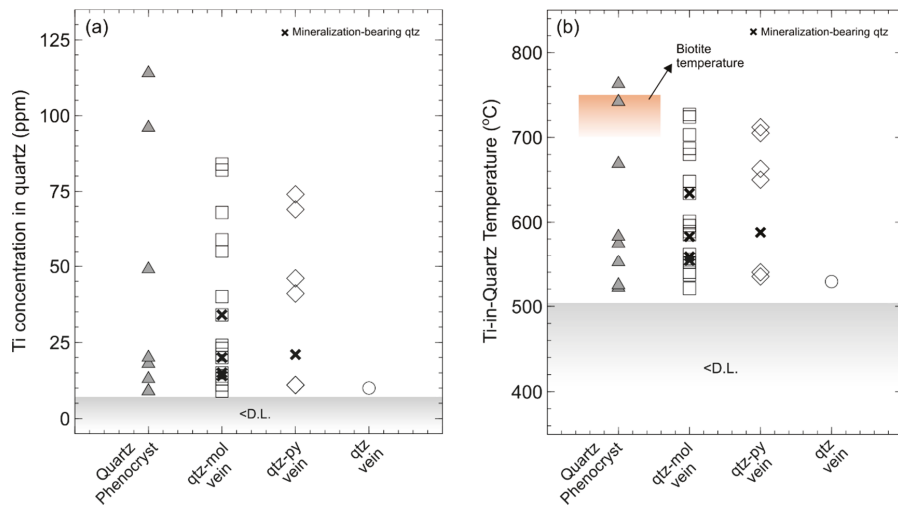 (a)
× Mineralization-bearing qtz
Ti concentration in quartz (ppm)
125
100
75
50
25
0
<D.L.
Quartz
Phenocryst
qtz-mol
vein
qtz-py
vein
qtz
vein
(b)
× Mineralization-bearing qtz
Biotite
temperature
Ti-in-Quartz Temperature (°C)
800
700
600
500
400
<D.L.
Quartz
Phenocryst
qtz-mol
vein
qtz-py
vein
qtz
vein